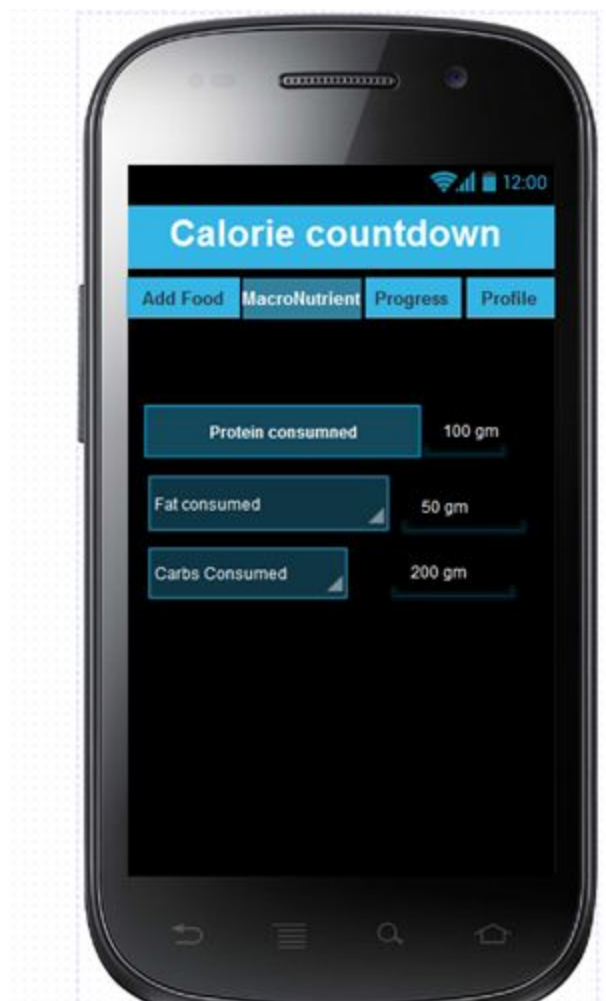 12:00
Calorie countdown
Add Food MacroNutrient Progress Profile
Protein consumned 100 gm
Fat consumed 50 gm
Carbs Consumed 200 gm